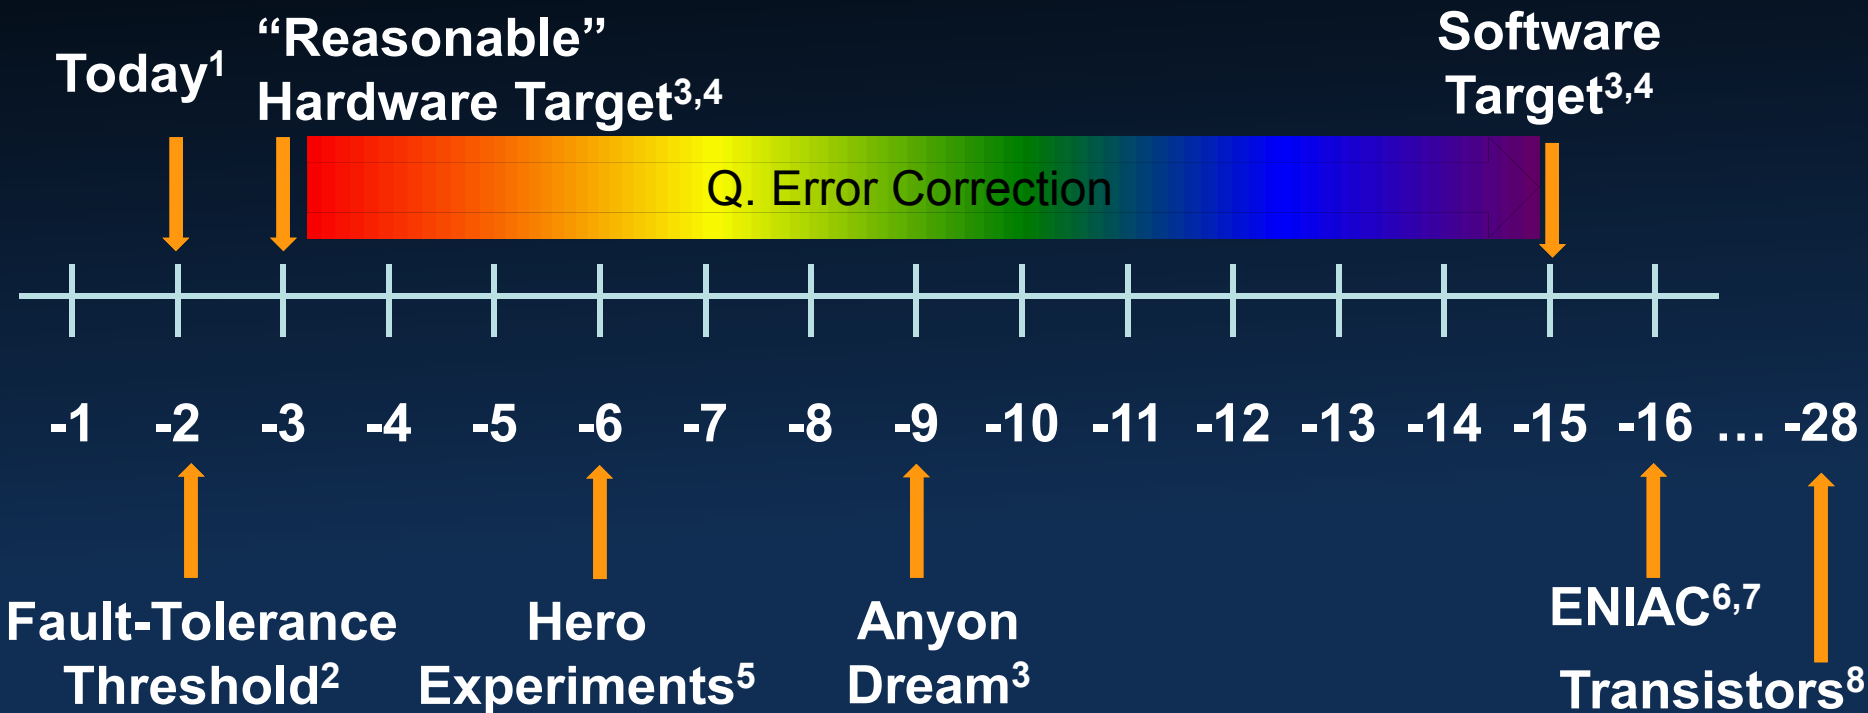 Today1
“Reasonable”
Hardware Target3,4
Software
Target3,4
Q. Error Correction
-1 -2 -3 -4 -5 -6 -7 -8 -9 -10 -11 -12 -13 -14 -15 -16 … -28
Fault-Tolerance
Threshold2
Hero
Experiments5
Anyon
Dream3
ENIAC6,7
Transistors8